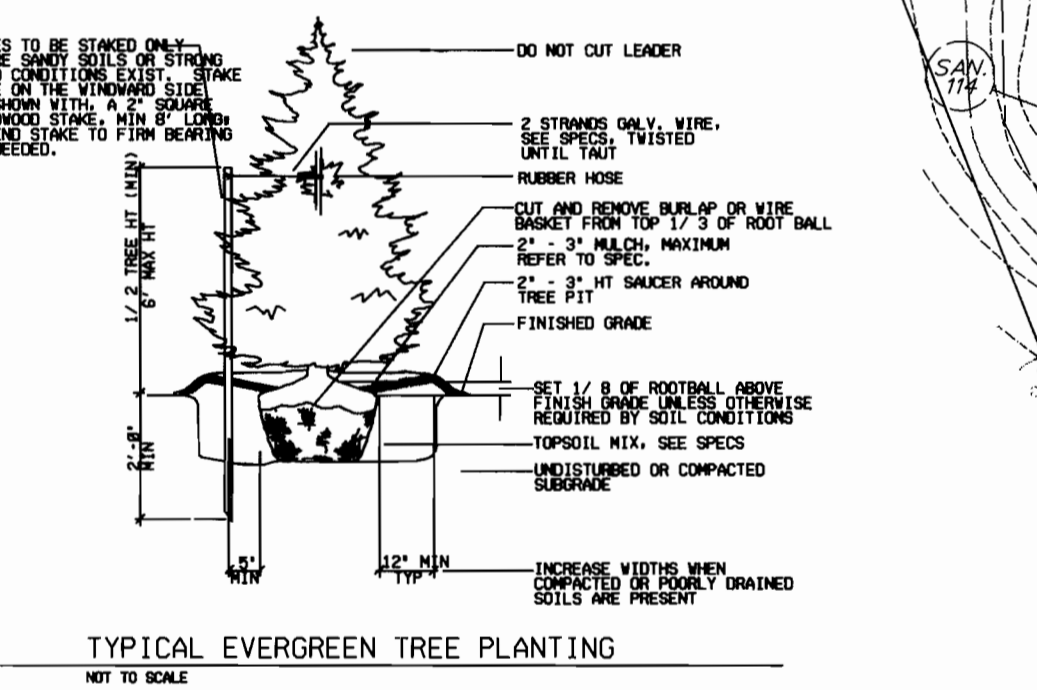 S TO BE STAKED ONLY
E SANDY SOILS OR STRONG
CONDITIONS EXIST. STAKE
ON THE WINDWARD SIDE
SHOWN WITH, A 2" SQUARE
WOOD STAKE, MIN 8' LONG,
STAKE TO FIRM BEARING
NEEDED.
1/ 2 TREE HT (MIN)
6' MAX HT
2'-0"
MIN
5"
MIN
12" MIN
TYP
DO NOT CUT LEADER
2 STRANDS GALV. WIRE,
SEE SPECS, TWISTED
UNTIL TAUT
RUBBER HOSE
CUT AND REMOVE BURLAP OR WIRE
BASKET FROM TOP 1/ 3 OF ROOT BALL
2" - 3" MULCH, MAXIMUM
REFER TO SPEC.
2" - 3" HT SAUCER AROUND
TREE PIT
FINISHED GRADE
SET 1/ 8 OF ROOTBALL ABOVE
FINISH GRADE UNLESS OTHERWISE
REQUIRED BY SOIL CONDITIONS
TOPSOIL MIX, SEE SPECS
UNDISTURBED OR COMPACTED
SUBGRADE
INCREASE WIDTHS WHEN
COMPACTED OR POORLY DRAINED
SOILS ARE PRESENT
SAN.
114
TYPICAL EVERGREEN TREE PLANTING
NOT TO SCALE